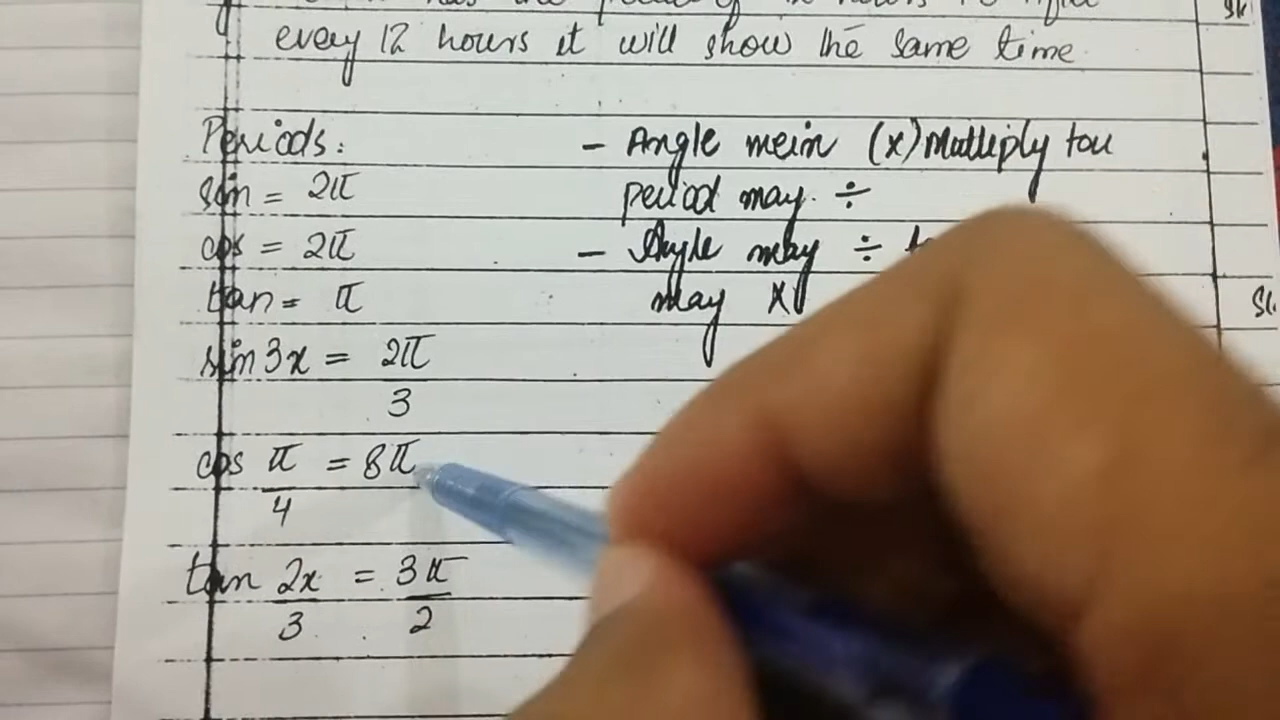 every 12 hours it will show the same time.
Periods:
sin = 2π
cos = 2π
tan = π
sin 3x = 2π/3
cos π/4 = 8π
tan 2x/3 = 3π/2
- Angle mein (x) Multiply tou
period may ÷
- Angle may ÷
may X